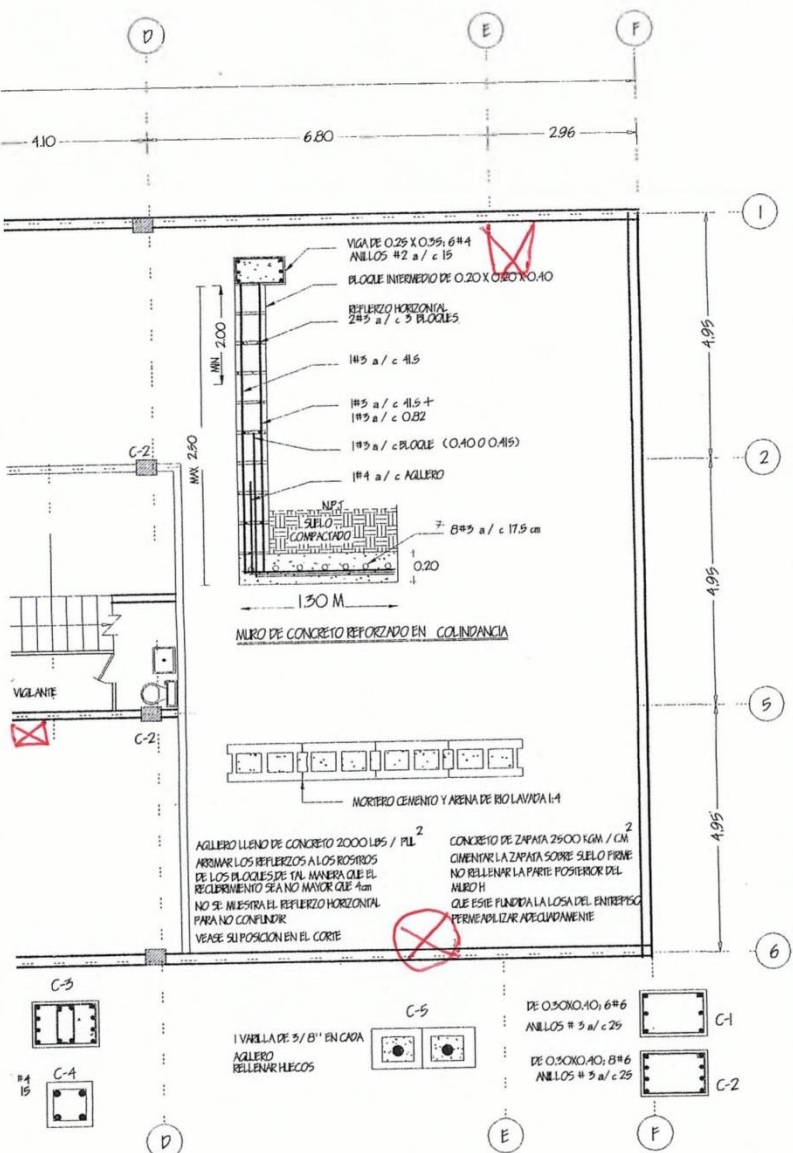 D
E
F
4.10
6.80
2.96
1
VIGA DE 0.25 X 0.35; 6#4
ANILLOS #2 a / c 15
BLOQUE INTERMEDIO DE 0.20 X 0.20 X 0.40
REFUERZO HORIZONTAL
2#3 a / c 3 BLOQUES
MIN 2.00
1#3 a / c 41.5
4.95
1#3 a / c 41.5 +
1#3 a / c 0.82
MAX 2.50
1#3 a / c BLOQUE (0.40 O 0.415)
C-2
2
1#4 a / c AGUERO
N.P.T
SUELO
COMPACTADO
7 8#3 a / c 17.5 cm
0.20
1.30 M
4.95
MURO DE CONCRETO REFORZADO EN COLINDANCIA
VIGILANTE
C-2
5
MORTERO CEMENTO Y ARENA DE RIO LAVADA 1:4
4.95
AGUERO LLENO DE CONCRETO 2000 LBS / PUL 2
ARRIMAR LOS REFUERZOS A LOS ROSTROS
DE LOS BLOQUES DE TAL MANERA QUE EL
RECUBRIMIENTO SEA NO MAYOR QUE 4cm
NO SE MUESTRA EL REFUERZO HORIZONTAL
PARA NO CONFUNDIR
VEASE SU POSICION EN EL CORTE
CONCRETO DE ZAPATA 2500 KGM / CM 2
CIMENTAR LA ZAPATA SOBRE SUELO FIRME
NO RELLENAR LA PARTE POSTERIOR DEL
MURO H
QUE ESTE FUNDIDA LA LOSA DEL ENTREPISO
PERMEABILIZAR ADECUADAMENTE
6
C-3
C-5
1 VARILLA DE 3/8'' EN CADA
AGUERO
RELLENAR HUECOS
DE 0.30X0.40; 6#6
ANILLOS # 3 a/c 25
C-1
#4
15
C-4
DE 0.30X0.40; 8#6
ANILLOS # 3 a/c 25
C-2
D
E
F